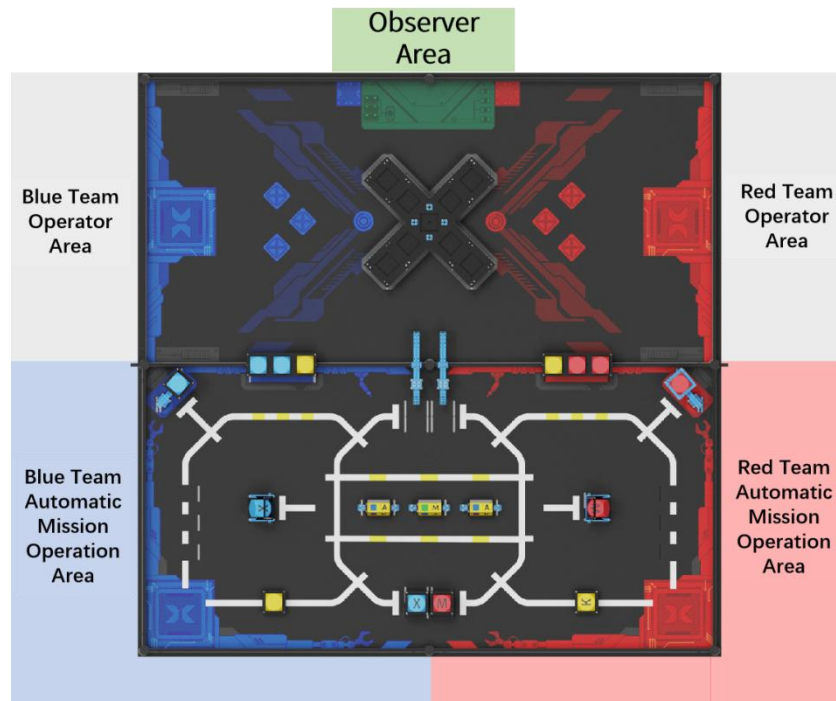 Observer
Area
Blue Team
Operator
Area
Red Team
Operator
Area
Blue Team
Automatic
Mission
Operation
Area
Red Team
Automatic
Mission
Operation
Area
A
M
A
X
M
K